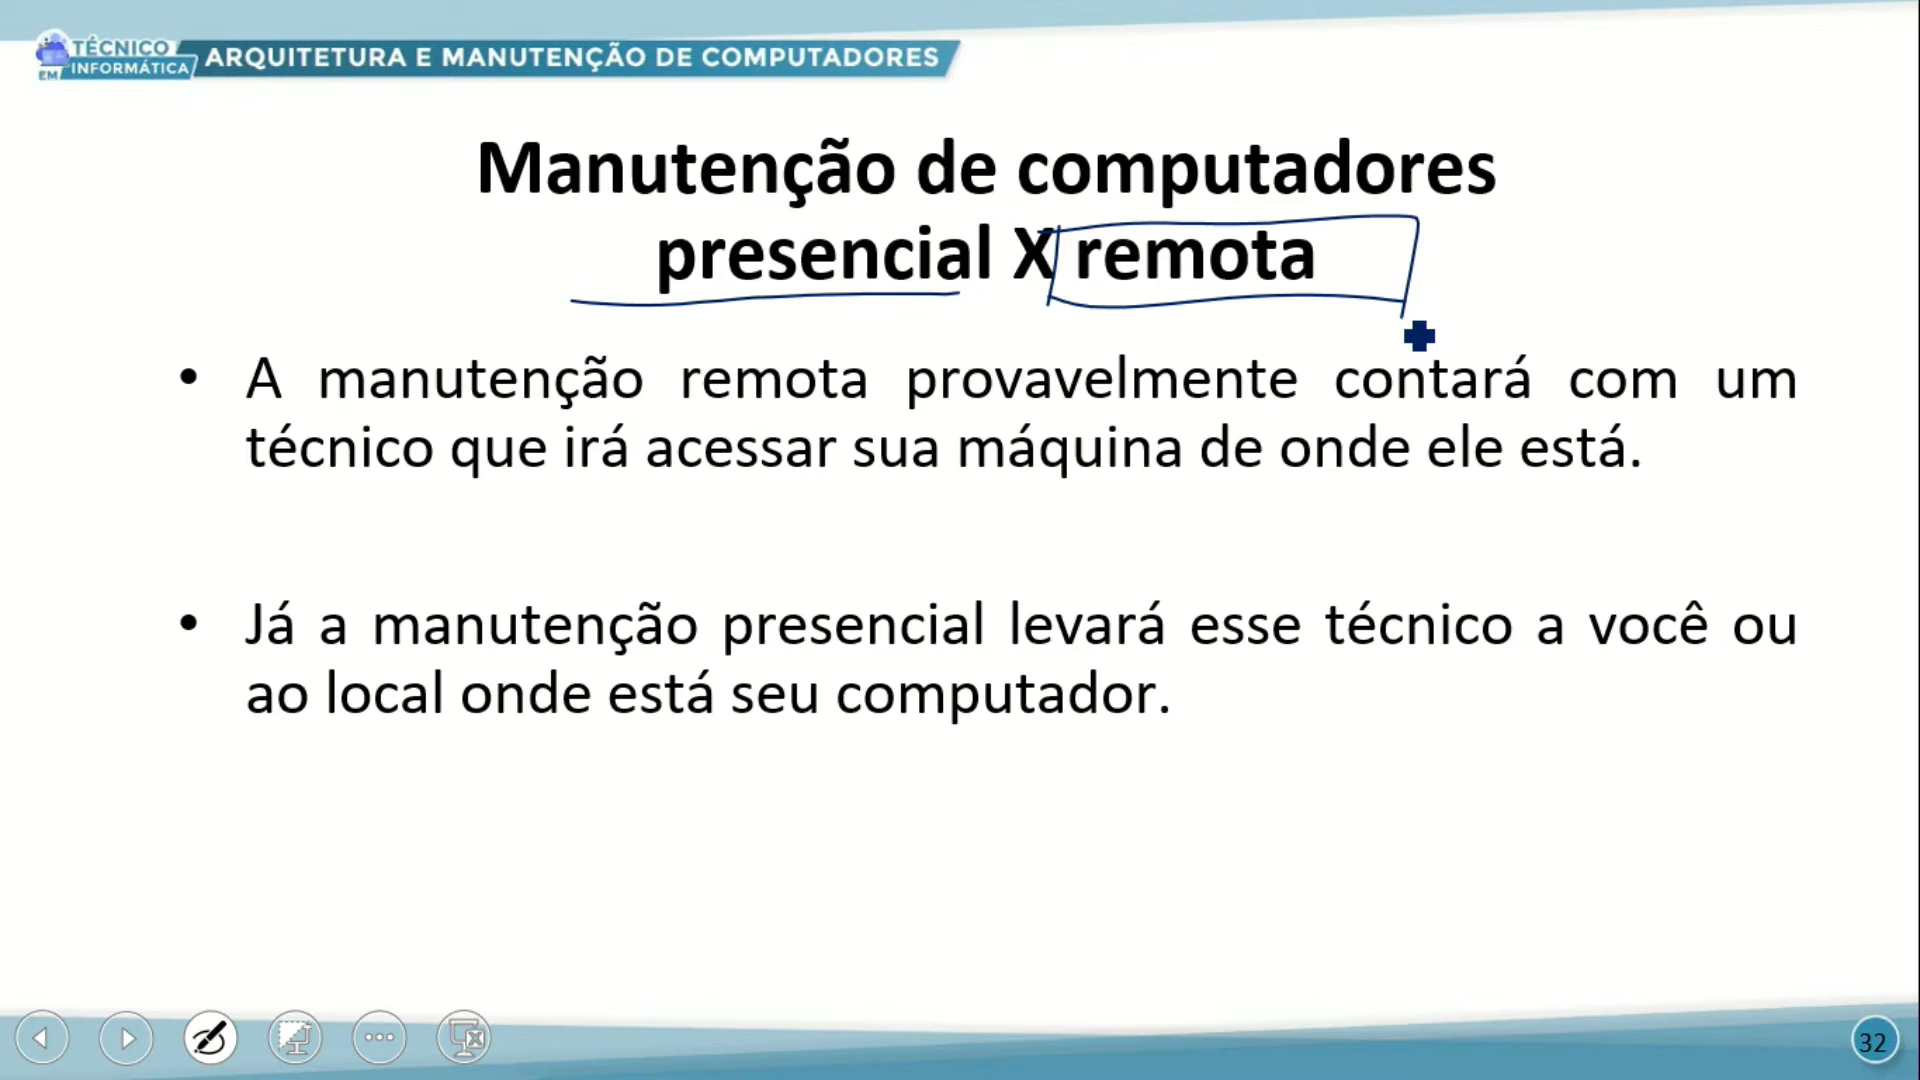 TÉCNICO
EM INFORMÁTICA
ARQUITETURA E MANUTENÇÃO DE COMPUTADORES
Manutenção de computadores
presencial X remota
• A manutenção remota provavelmente contará com um
técnico que irá acessar sua máquina de onde ele está.
• Já a manutenção presencial levará esse técnico a você ou
ao local onde está seu computador.
32